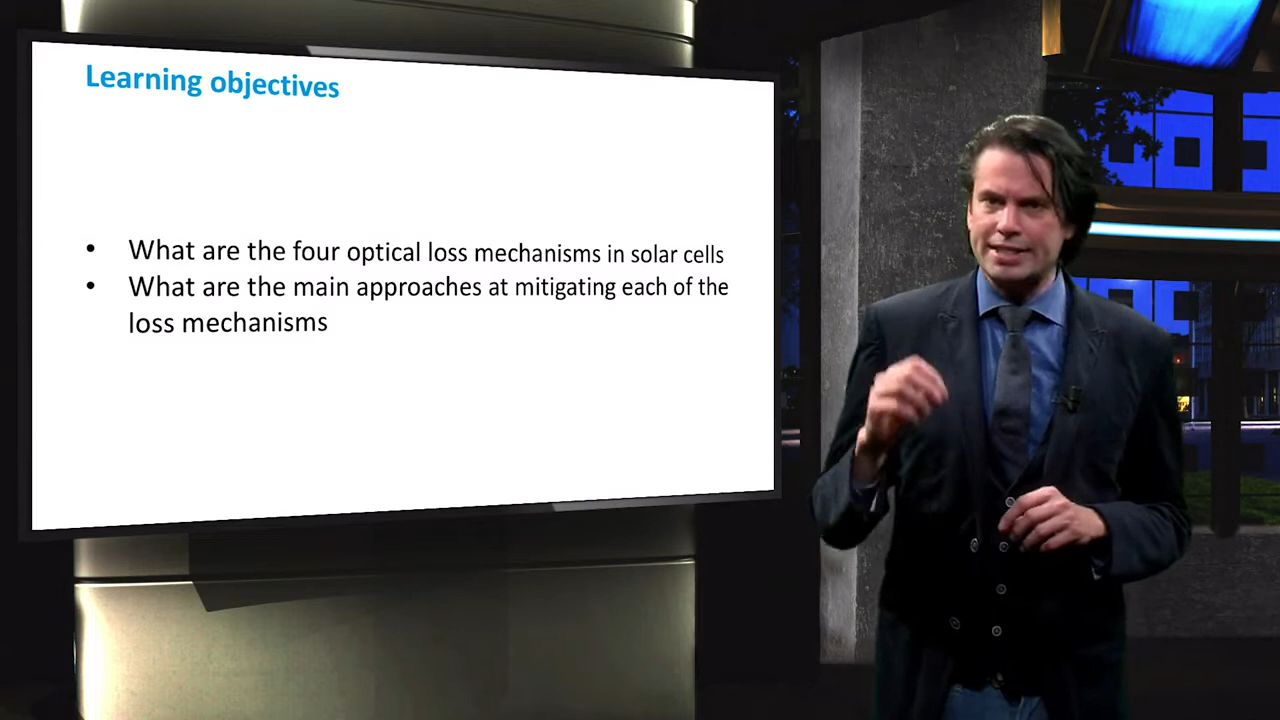 Learning objectives
• What are the four optical loss mechanisms in solar cells
• What are the main approaches at mitigating each of the
loss mechanisms